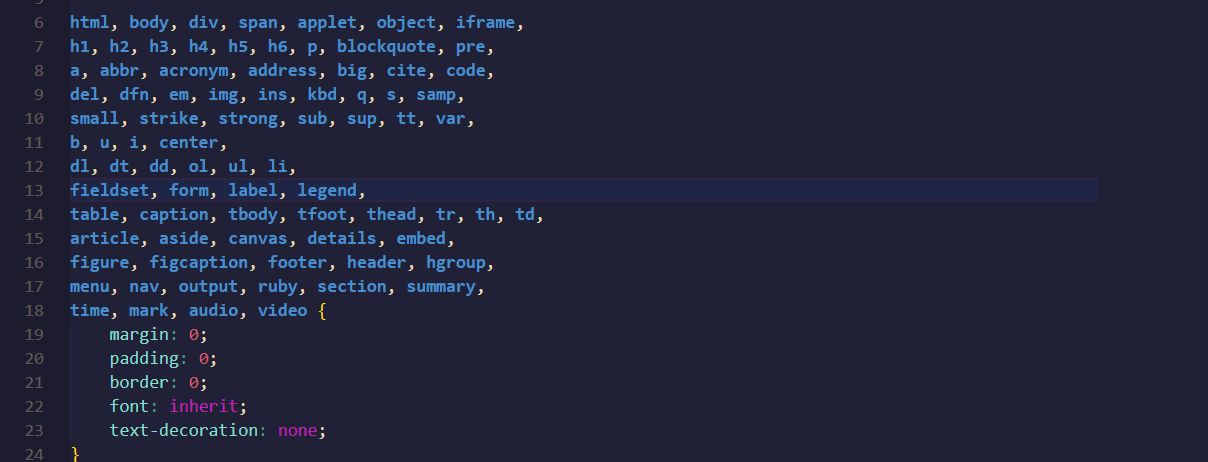 6 html, body, div, span, applet, object, iframe,
7 h1, h2, h3, h4, h5, h6, p, blockquote, pre,
8 a, abbr, acronym, address, big, cite, code,
9 del, dfn, em, img, ins, kbd, q, s, samp,
10 small, strike, strong, sub, sup, tt, var,
11 b, u, i, center,
12 dl, dt, dd, ol, ul, li,
13 fieldset, form, label, legend,
14 table, caption, tbody, tfoot, thead, tr, th, td,
15 article, aside, canvas, details, embed,
16 figure, figcaption, footer, header, hgroup,
17 menu, nav, output, ruby, section, summary,
18 time, mark, audio, video {
19     margin: 0;
20     padding: 0;
21     border: 0;
22     font: inherit;
23     text-decoration: none;
24 }